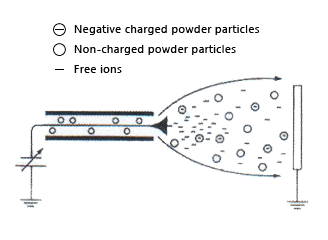 Negative charged powder particles
Non-charged powder particles
Free ions